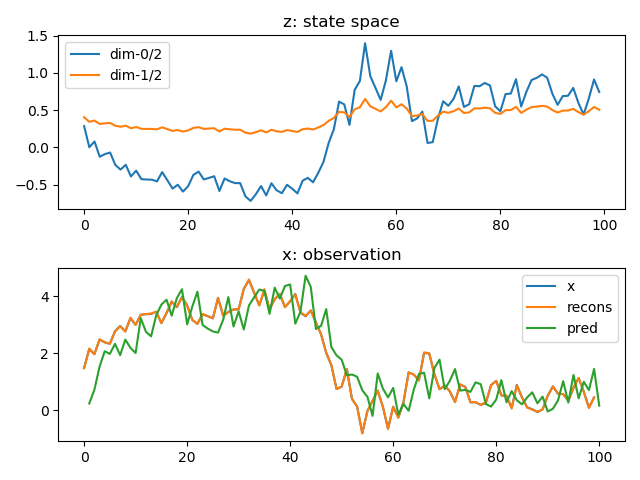 z: state space
1.5
1.0
0.5
0.0
−0.5
dim-0/2
dim-1/2
0 20 40 60 80 100
x: observation
4
2
0
x
recons
pred
0 20 40 60 80 100